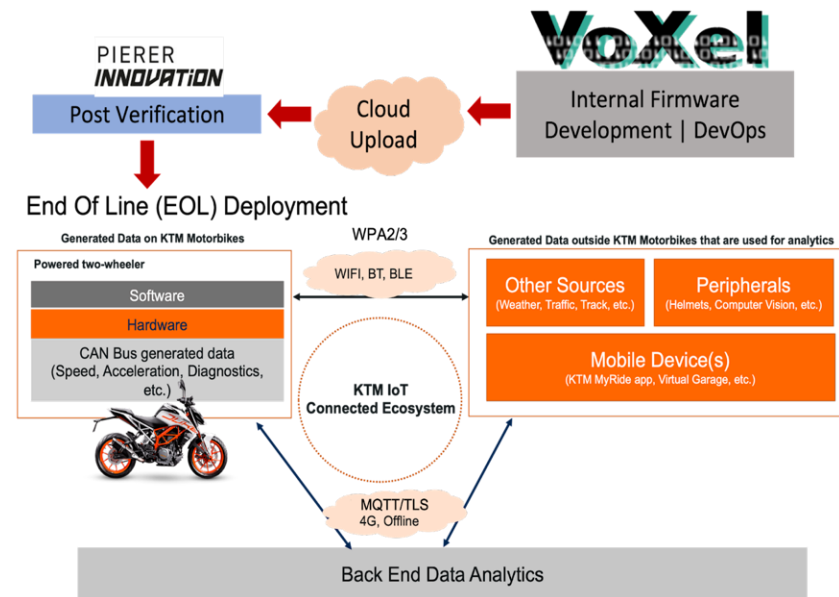 VoXel
PIERER
INNOVATION
Post Verification
Cloud
Upload
Internal Firmware
Development | DevOps
End Of Line (EOL) Deployment
Generated Data on KTM Motorbikes
WPA2/3
Generated Data outside KTM Motorbikes that are used for analytics
Powered two-wheeler
WIFI, BT, BLE
Software
Hardware
CAN Bus generated data
(Speed, Acceleration, Diagnostics,
etc.)
Other Sources
(Weather, Traffic, Track, etc.)
Peripherals
(Helmets, Computer Vision, etc.)
Mobile Device(s)
(KTM MyRide app, Virtual Garage, etc.)
KTM IoT
Connected Ecosystem
MQTT/TLS
4G, Offline
Back End Data Analytics